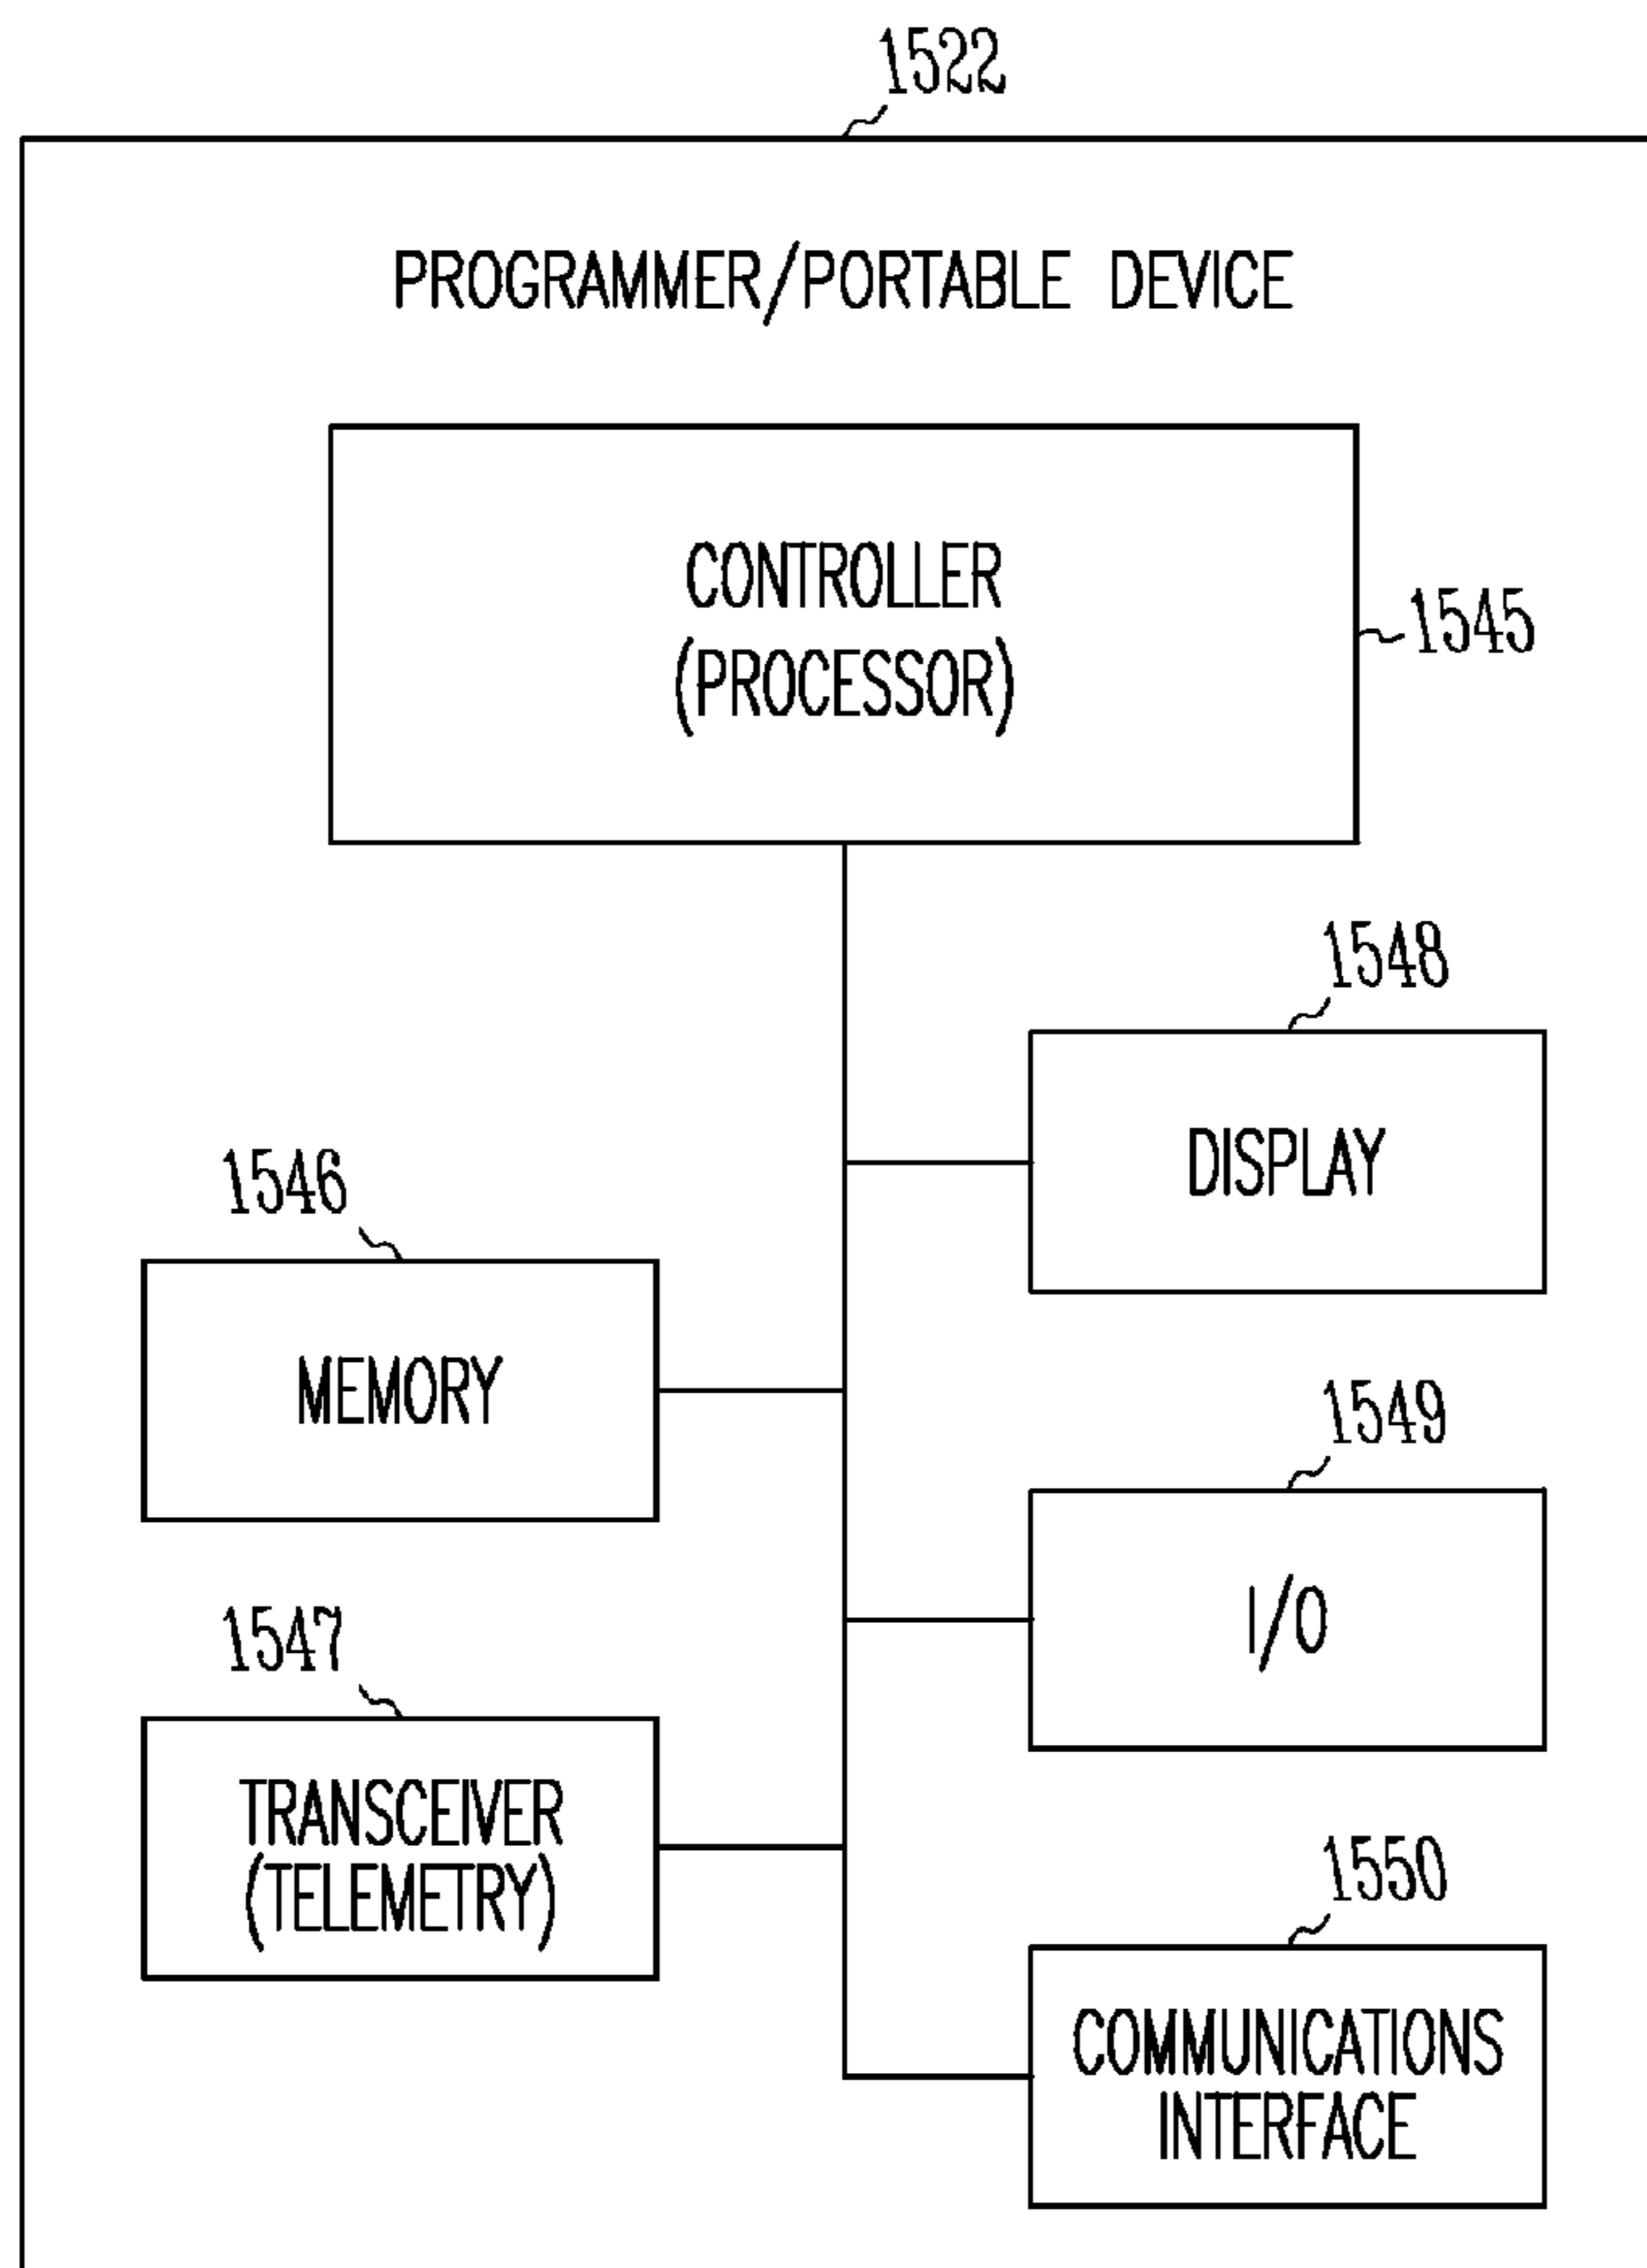 1522
PROGRAMMER/PORTABLE DEVICE
CONTROLLER
(PROCESSOR)
1545
1548
DISPLAY
1546
MEMORY
1549
I/O
1547
TRANSCEIVER
(TELEMETRY)
1550
COMMUNICATIONS
INTERFACE